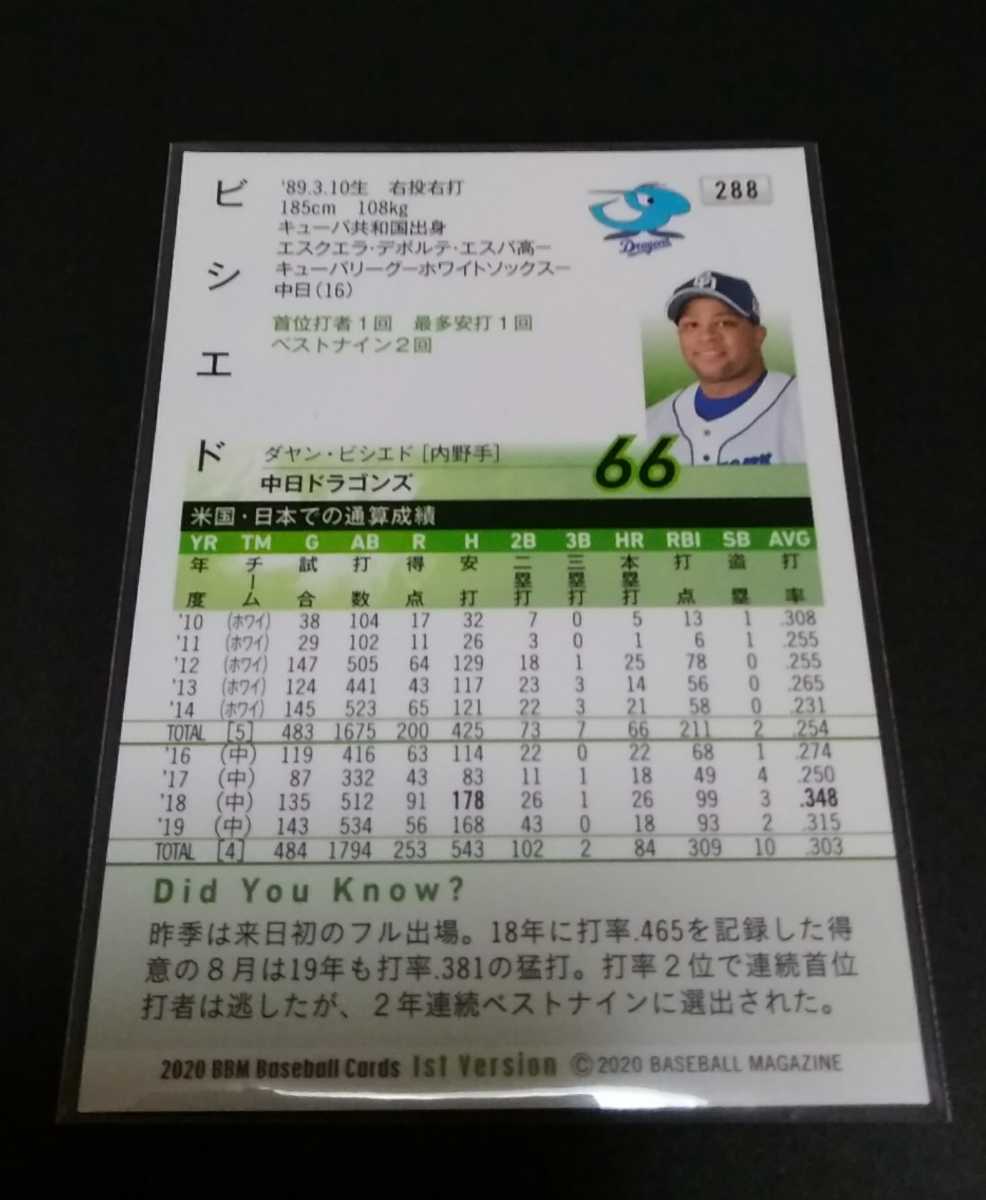 ビシエド
'89.3.10生　右投右打
185cm　108kg
キューバ共和国出身
エスクエラ・デポルテ・エスパ高ー
キューバリーグーホワイトソックスー
中日(16)
首位打者1回　最多安打1回
ベストナイン2回
Dragons
288
ダヤン・ビシエド [内野手]
中日ドラゴンズ
66
米国・日本での通算成績
YR TM G AB R H 2B 3B HR RBI SB AVG
年度 チーム 試合 打数 得点 安打 二塁打 三塁打 本塁打 打点 盗塁 打率
'10 (ホワイ) 38 104 17 32 7 0 5 13 1 .308
'11 (ホワイ) 29 102 11 26 3 0 1 6 1 .255
'12 (ホワイ) 147 505 64 129 18 1 25 78 0 .255
'13 (ホワイ) 124 441 43 117 23 3 14 56 0 .265
'14 (ホワイ) 145 523 65 121 22 3 21 58 0 .231
TOTAL [5] 483 1675 200 425 73 7 66 211 2 .254
'16 (中) 119 416 63 114 22 0 22 68 1 .274
'17 (中) 87 332 43 83 11 1 18 49 4 .250
'18 (中) 135 512 91 178 26 1 26 99 3 .348
'19 (中) 143 534 56 168 43 0 18 93 2 .315
TOTAL [4] 484 1794 253 543 102 2 84 309 10 .303
Did You Know?
昨季は来日初のフル出場。18年に打率.465を記録した得
意の8月は19年も打率.381の猛打。打率2位で連続首位
打者は逃したが、2年連続ベストナインに選出された。
2020 BBM Baseball Cards 1st Version ©2020 BASEBALL MAGAZINE